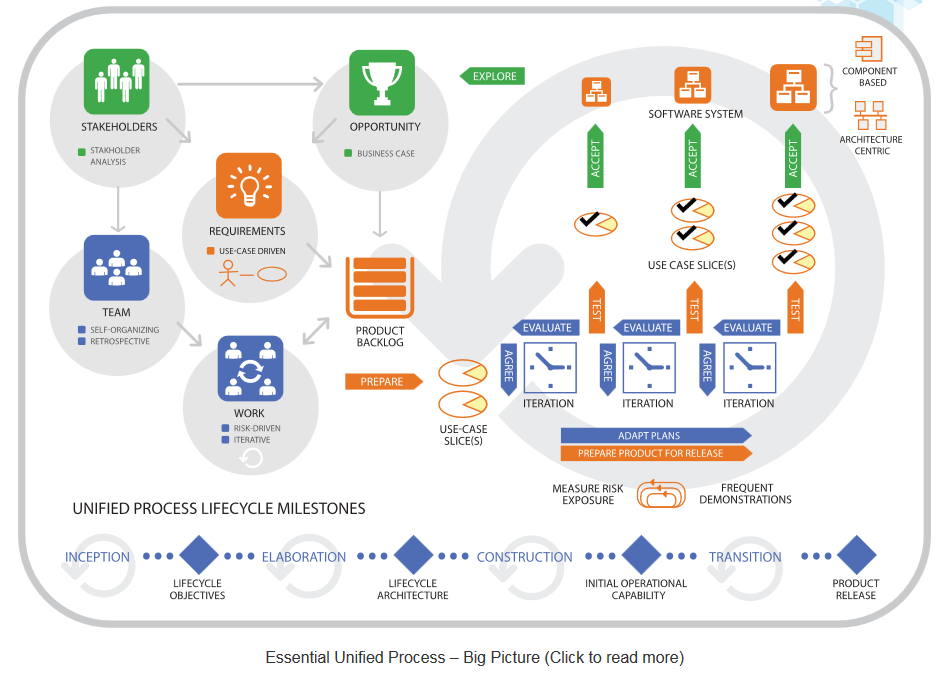 STAKEHOLDERS
STAKHOLDER
ANALYSIS
OPPORTUNITY
BUSINESS CASE
EXPLORE
REQUIREMENTS
USE-CASE DRIVEN
TEAM
SELF-ORGANIZING
RETROSPECTIVE
WORK
RISK-DRIVEN
ITERATIVE
PRODUCT
BACKLOG
PREPARE
USE-CASE
SLICE(S)
SOFTWARE SYSTEM
COMPONENT
BASED
ARCHITECTURE
CENTRIC
ACCEPT
ACCEPT
ACCEPT
USE CASE SLICE(S)
TEST
TEST
TEST
EVALUATE
EVALUATE
EVALUATE
AGREE
AGREE
AGREE
ITERATION
ITERATION
ITERATION
ADAPT PLANS
PREPARE PRODUCT FOR RELEASE
MEASURE RISK
EXPOSURE
FREQUENT
DEMONSTRATIONS
UNIFIED PROCESS LIFECYCLE MILESTONES
INCEPTION
LIFECYCLE
OBJECTIVES
ELABORATION
LIFECYCLE
ARCHITECTURE
CONSTRUCTION
INITIAL OPERATIONAL
CAPABILITY
TRANSITION
PRODUCT
RELEASE
Essential Unified Process – Big Picture (Click to read more)